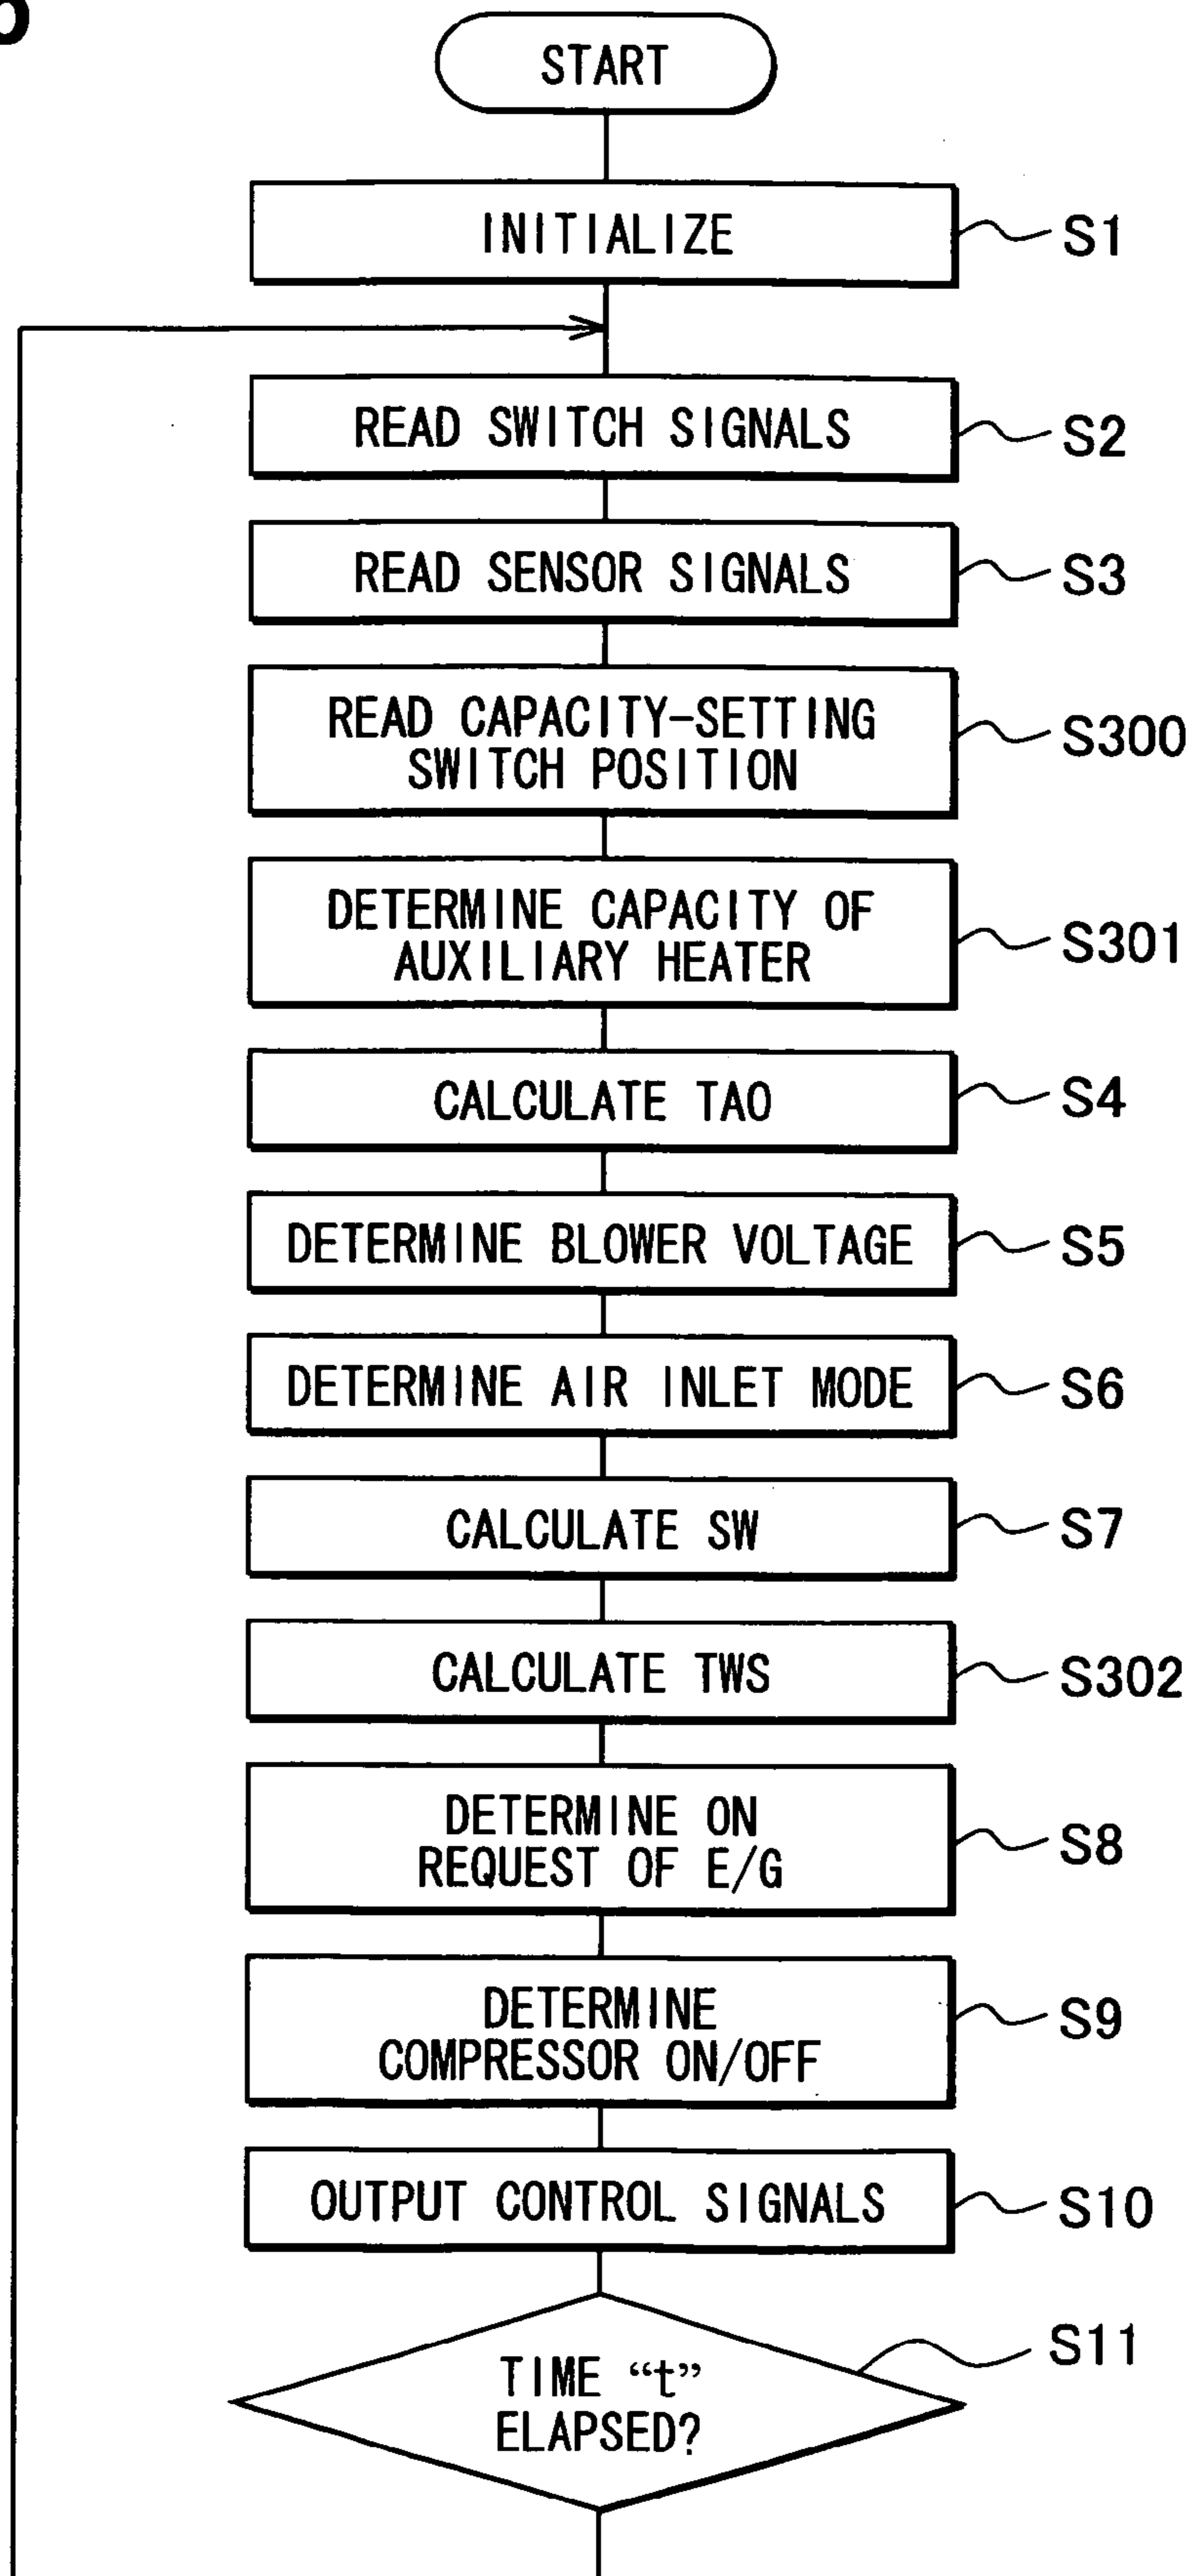 START
INITIALIZE
S1
READ SWITCH SIGNALS
S2
READ SENSOR SIGNALS
S3
READ CAPACITY-SETTING
SWITCH POSITION
S300
DETERMINE CAPACITY OF
AUXILIARY HEATER
S301
CALCULATE TAO
S4
DETERMINE BLOWER VOLTAGE
S5
DETERMINE AIR INLET MODE
S6
CALCULATE SW
S7
CALCULATE TWS
S302
DETERMINE ON
REQUEST OF E/G
S8
DETERMINE
COMPRESSOR ON/OFF
S9
OUTPUT CONTROL SIGNALS
S10
TIME “t”
ELAPSED?
S11